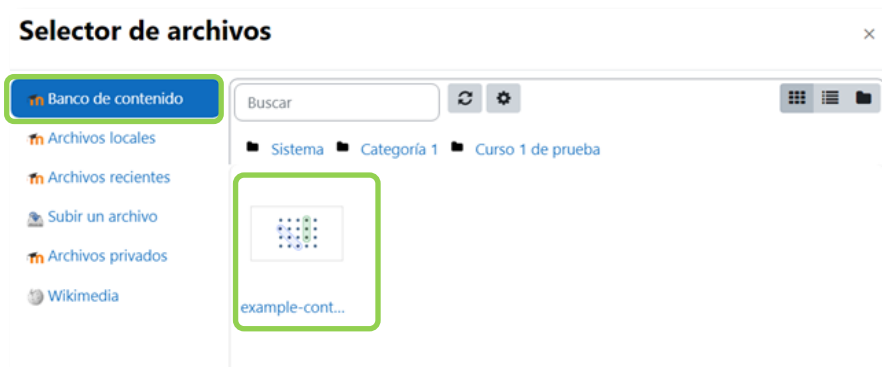 Selector de archivos
×
Banco de contenido
Archivos locales
Archivos recientes
Subir un archivo
Archivos privados
Wikimedia
Buscar
Sistema Categoría 1 Curso 1 de prueba
example-cont...